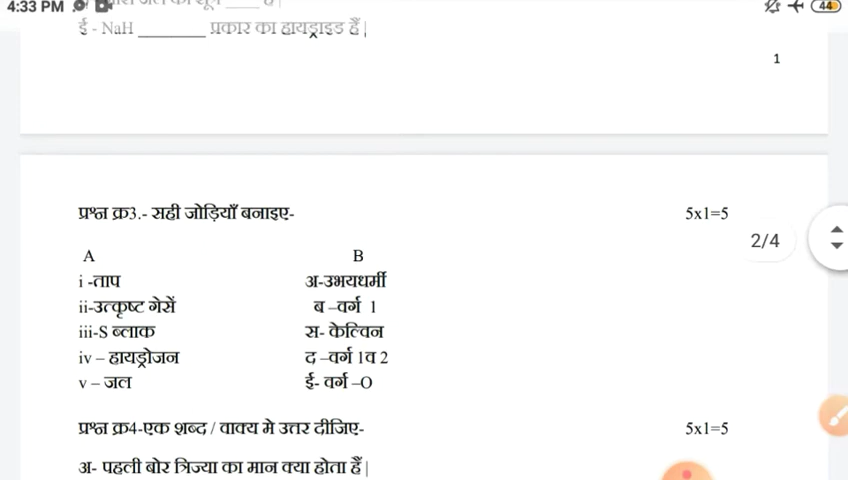 4:33 PM
44
ई - NaH ________ प्रकार का हायड्राइड हैं |
1
प्रश्न क्र3.- सही जोड़ियाँ बनाइए- 5x1=5
2/4
A B
i -ताप अ-उभयधर्मी
ii-उत्कृष्ट गेसें ब –वर्ग 1
iii-S ब्लाक स- केल्विन
iv – हायड्रोजन द –वर्ग 1व 2
v – जल ई- वर्ग –O
प्रश्न क्र4-एक शब्द / वाक्य मे उत्तर दीजिए- 5x1=5
अ- पहली बोर त्रिज्या का मान क्या होता हैं |